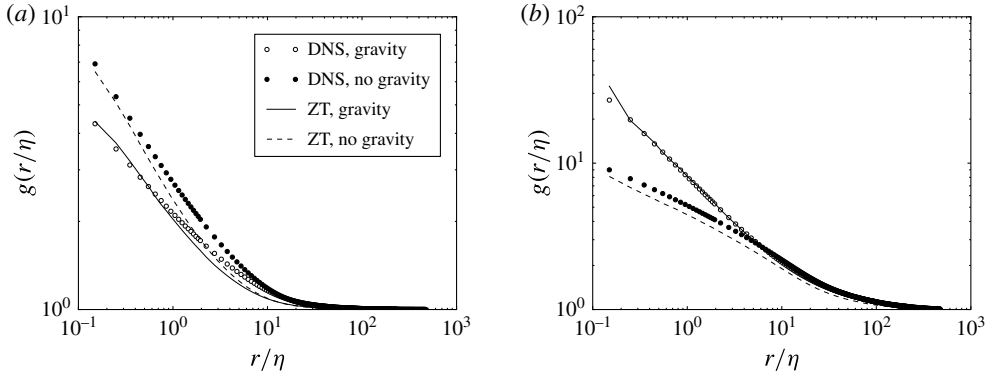 (a)
10^1
g(r/η)
10^0
DNS, gravity
DNS, no gravity
ZT, gravity
ZT, no gravity
10^-1 10^0 10^1 10^2 10^3
r/η
(b)
10^2
10^1
g(r/η)
10^0
10^-1 10^0 10^1 10^2 10^3
r/η